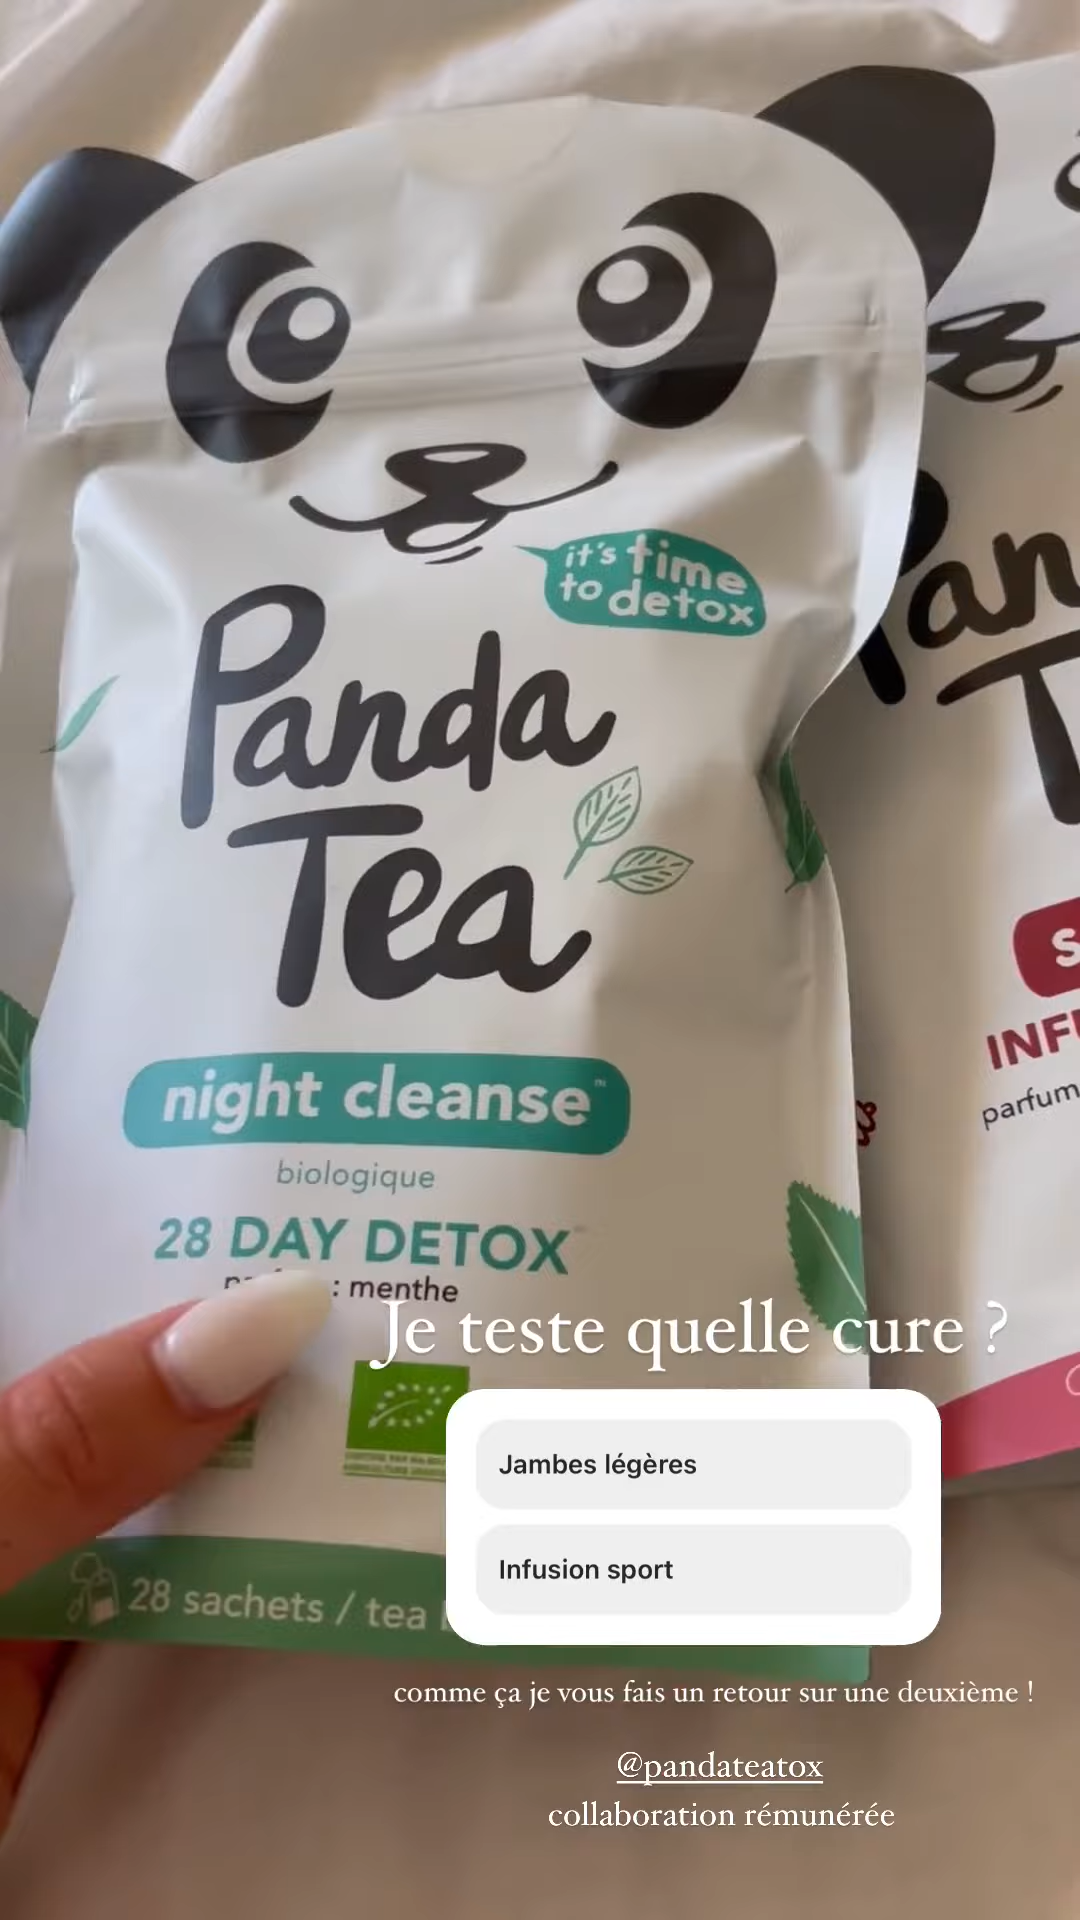 it's time
to detox
Panda
Tea
night cleanse™
biologique
28 DAY DETOX
: menthe
28 sachets / tea
Pan
T
S
INF
parfum
Je teste quelle cure ?
Jambes légères
Infusion sport
comme ça je vous fais un retour sur une deuxième !
@pandateatox
collaboration rémunérée